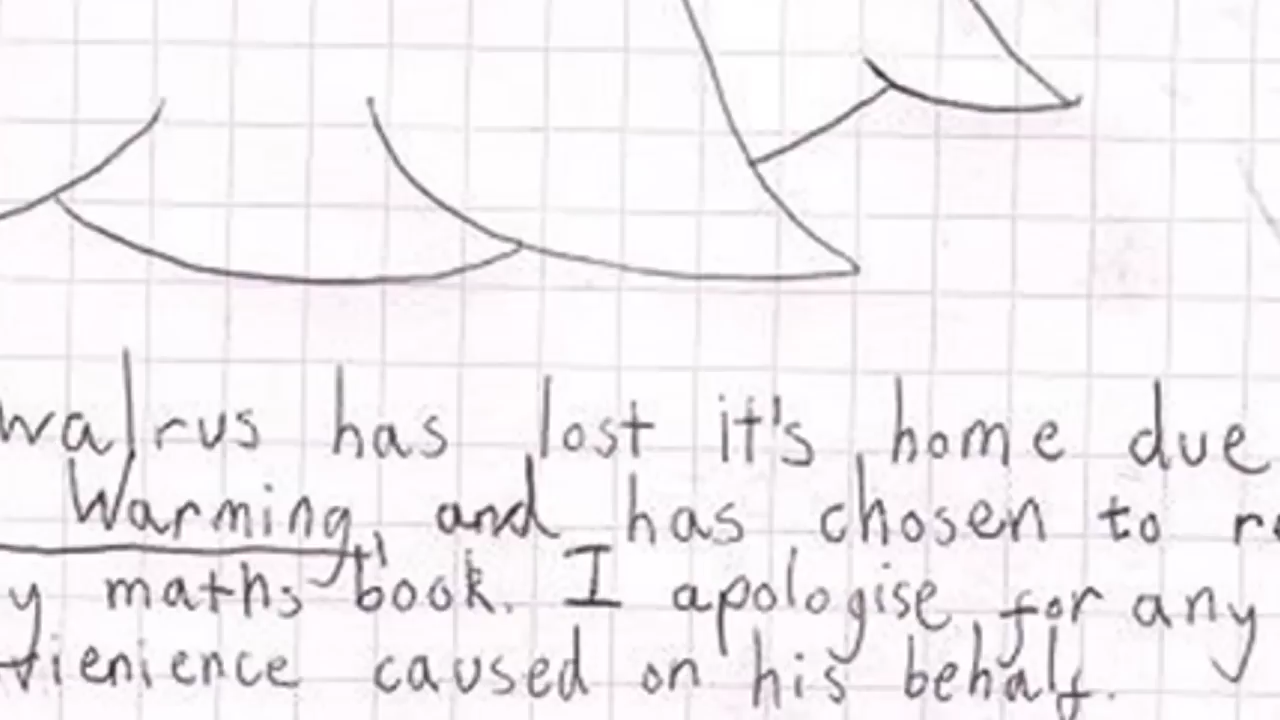 walrus has lost it's home due
Warming, and has chosen to
y maths book. I apologise for any
ienience caused on his behalf.